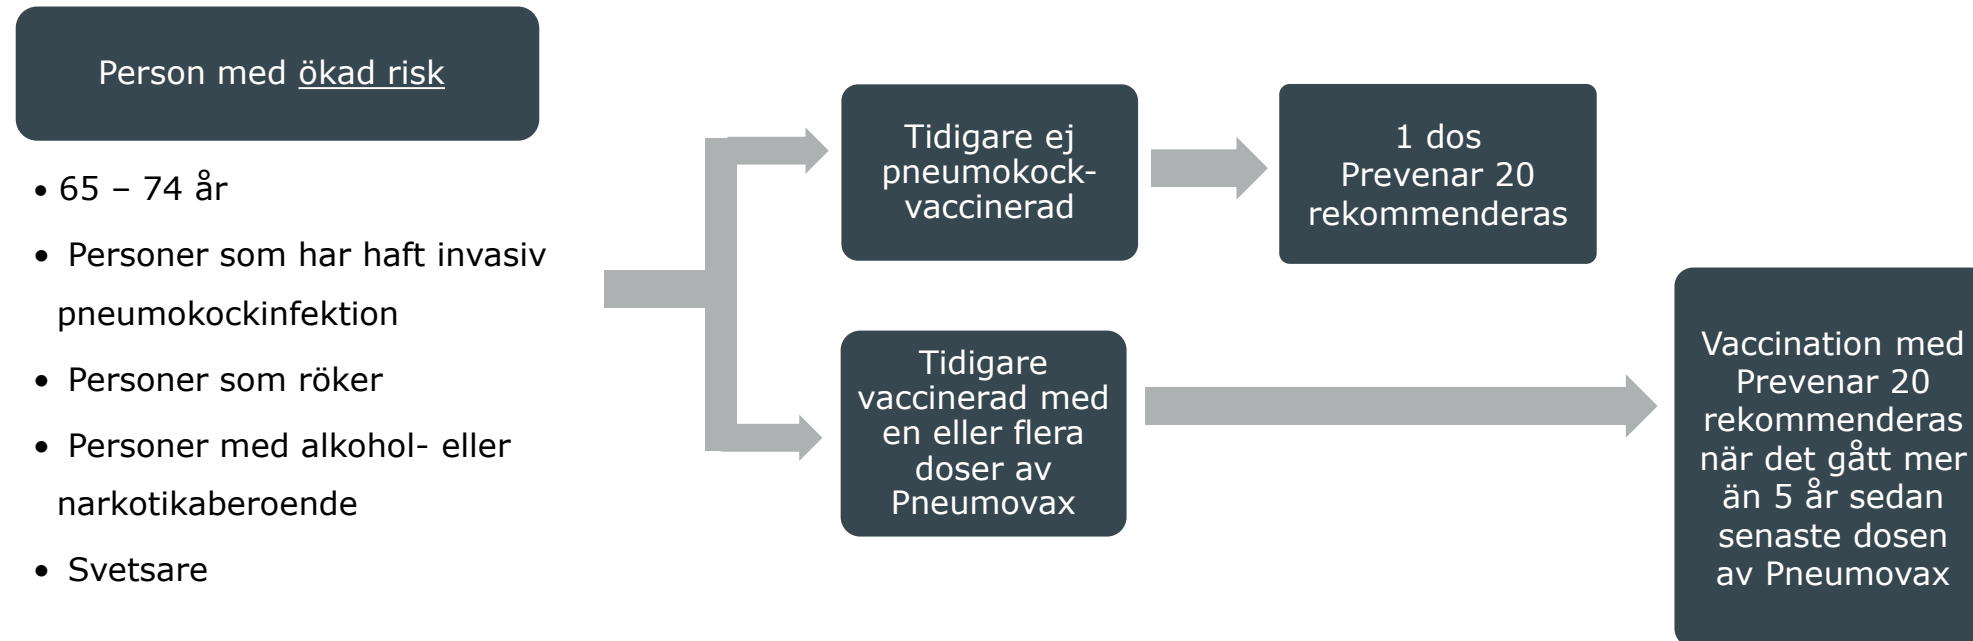 Person med ökad risk
• 65 – 74 år
• Personer som har haft invasiv
pneumokockinfektion
• Personer som röker
• Personer med alkohol- eller
narkotikaberoende
• Svetsare
Tidigare ej
pneumokock-
vaccinerad
1 dos
Prevenar 20
rekommenderas
Tidigare
vaccinerad med
en eller flera
doser av
Pneumovax
Vaccination med
Prevenar 20
rekommenderas
när det gått mer
än 5 år sedan
senaste dosen
av Pneumovax